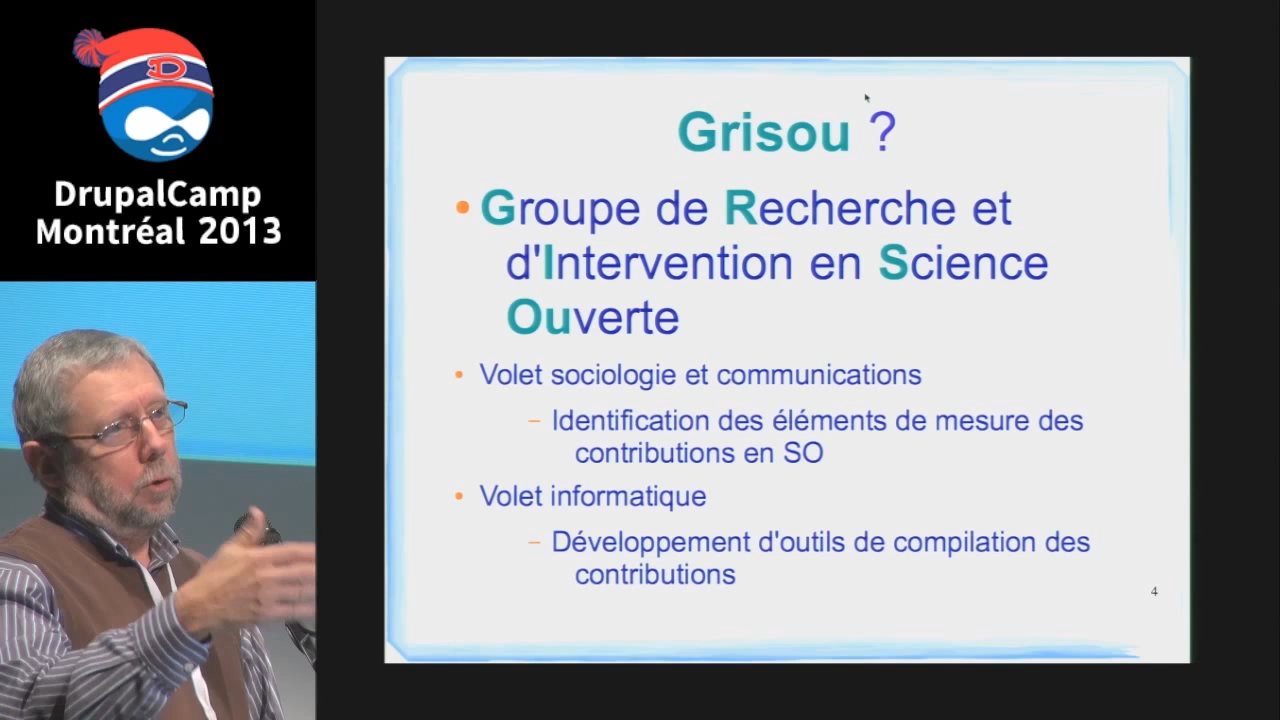 DrupalCamp
Montréal 2013
Grisou ?
• Groupe de Recherche et
d'Intervention en Science
Ouverte
• Volet sociologie et communications
– Identification des éléments de mesure des
contributions en SO
• Volet informatique
– Développement d'outils de compilation des
contributions
4